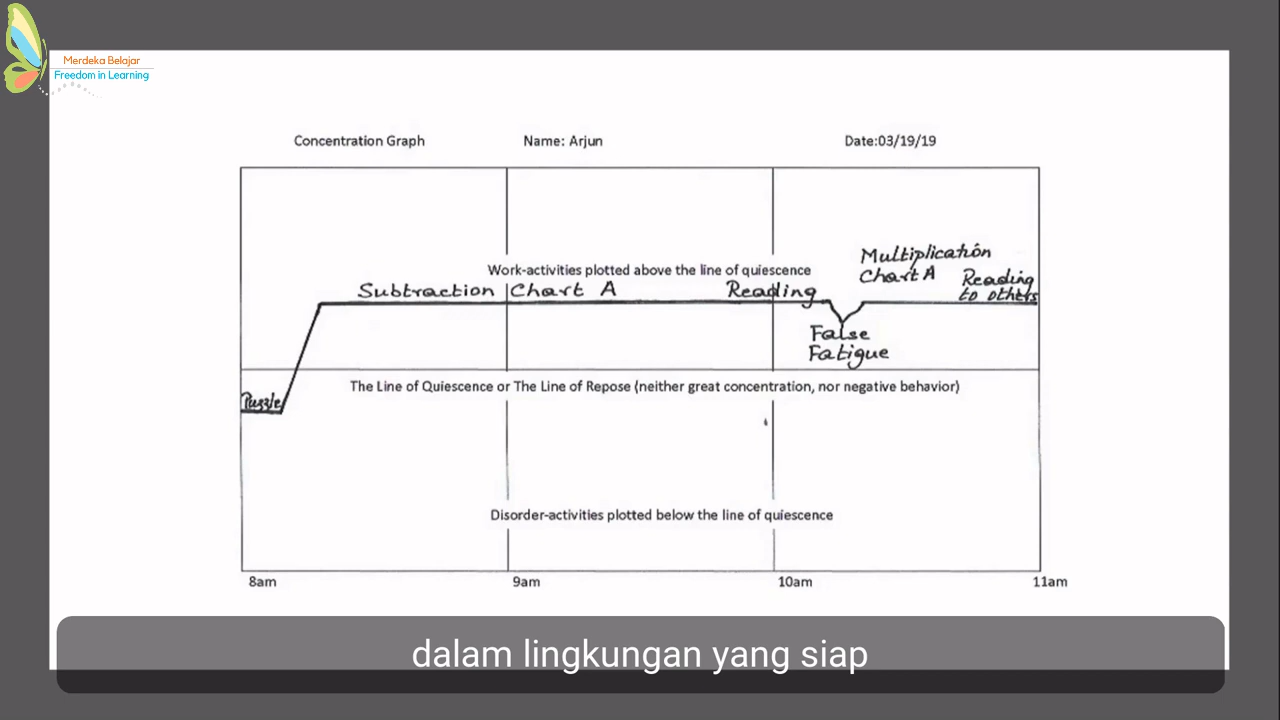 Merdeka Belajar
Freedom in Learning
Concentration Graph Name: Arjun Date:03/19/19
Multiplication
Chart A
Work-activities plotted above the line of quiescence
Reading
to others
Subtraction Chart A Reading
False
Fatigue
The Line of Quiescence or The Line of Repose (neither great concentration, nor negative behavior)
Puzzle
Disorder-activities plotted below the line of quiescence
8am 9am 10am 11am
dalam lingkungan yang siap